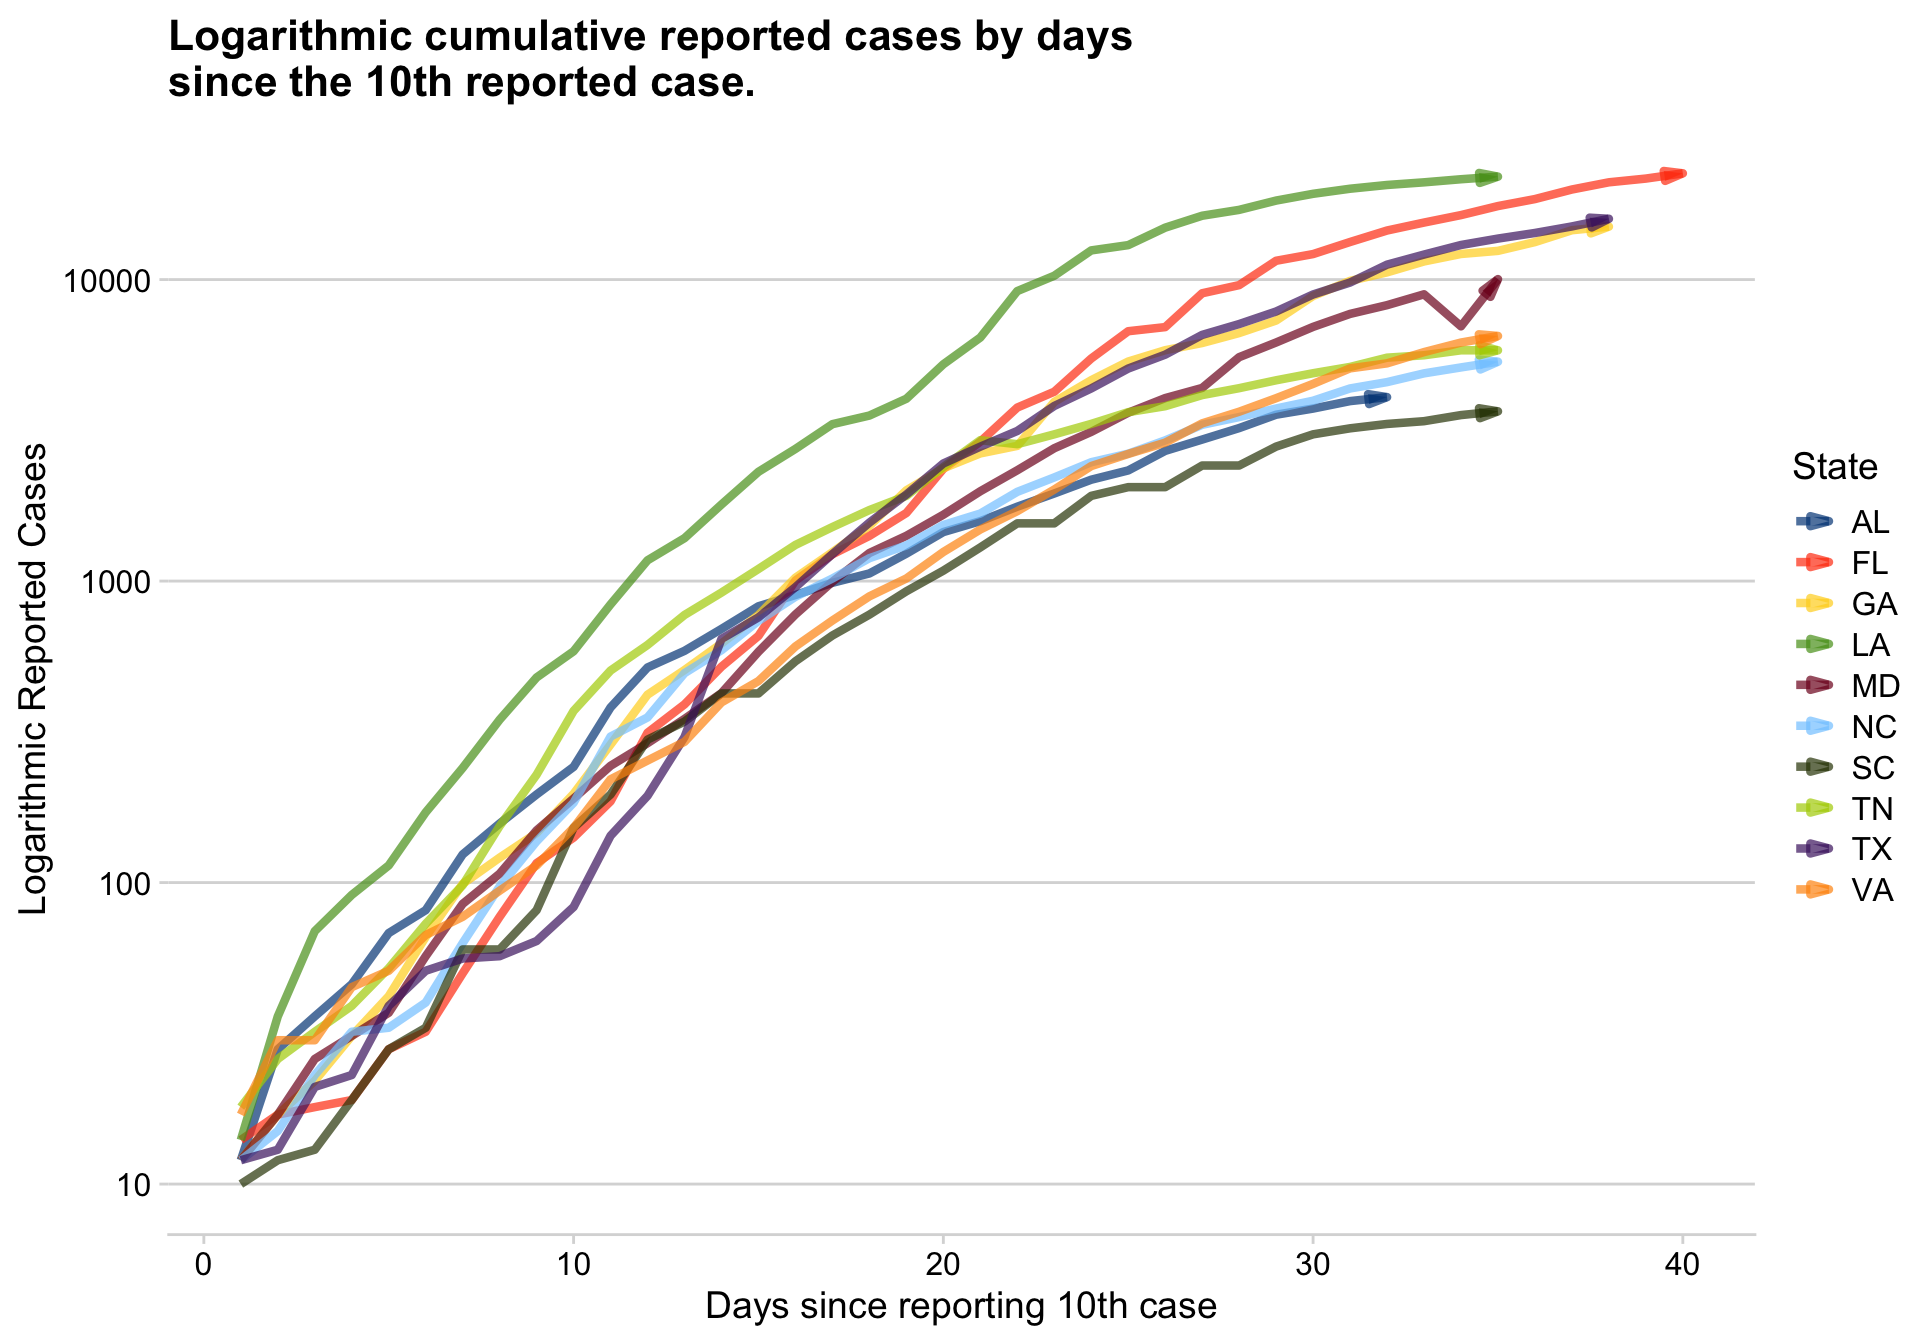 Logarithmic cumulative reported cases by days
since the 10th reported case.
Logarithmic Reported Cases
10000
1000
100
10
0 10 20 30 40
Days since reporting 10th case
State
AL
FL
GA
LA
MD
NC
SC
TN
TX
VA